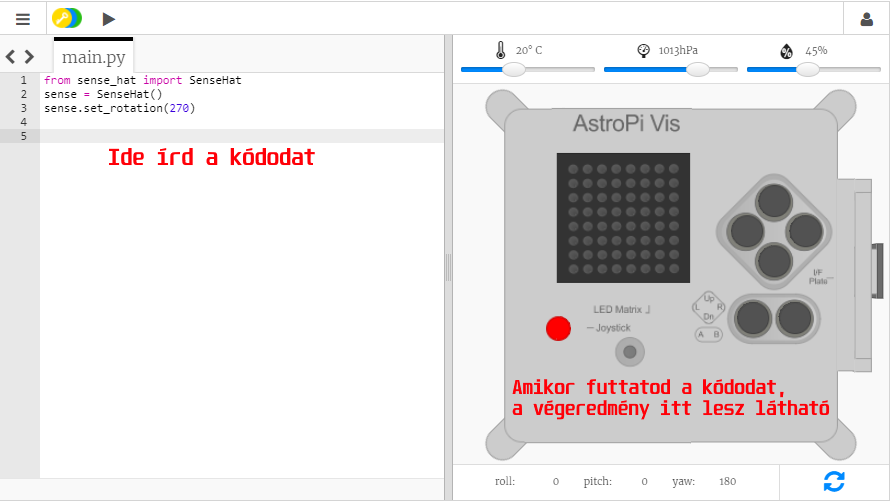 main.py
1 from sense_hat import SenseHat
2 sense = SenseHat()
3 sense.set_rotation(270)
4
5
Ide írd a kódodat
20° C 1013hPa 45%
AstroPi Vis
I/F
Plate
LED Matrix
Up
L R
Dn
Joystick
A B
Amikor futtatod a kódodat,
a végeredmény itt lesz látható
roll: 0 pitch: 0 yaw: 180